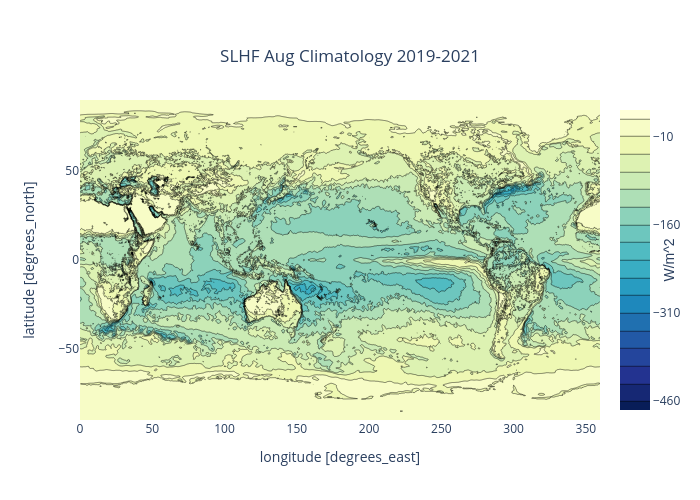 SLHF Aug Climatology 2019-2021
50
0
−50
latitude [degrees_north]
0 50 100 150 200 250 300 350
longitude [degrees_east]
−10
−160
−310
−460
W/m^2